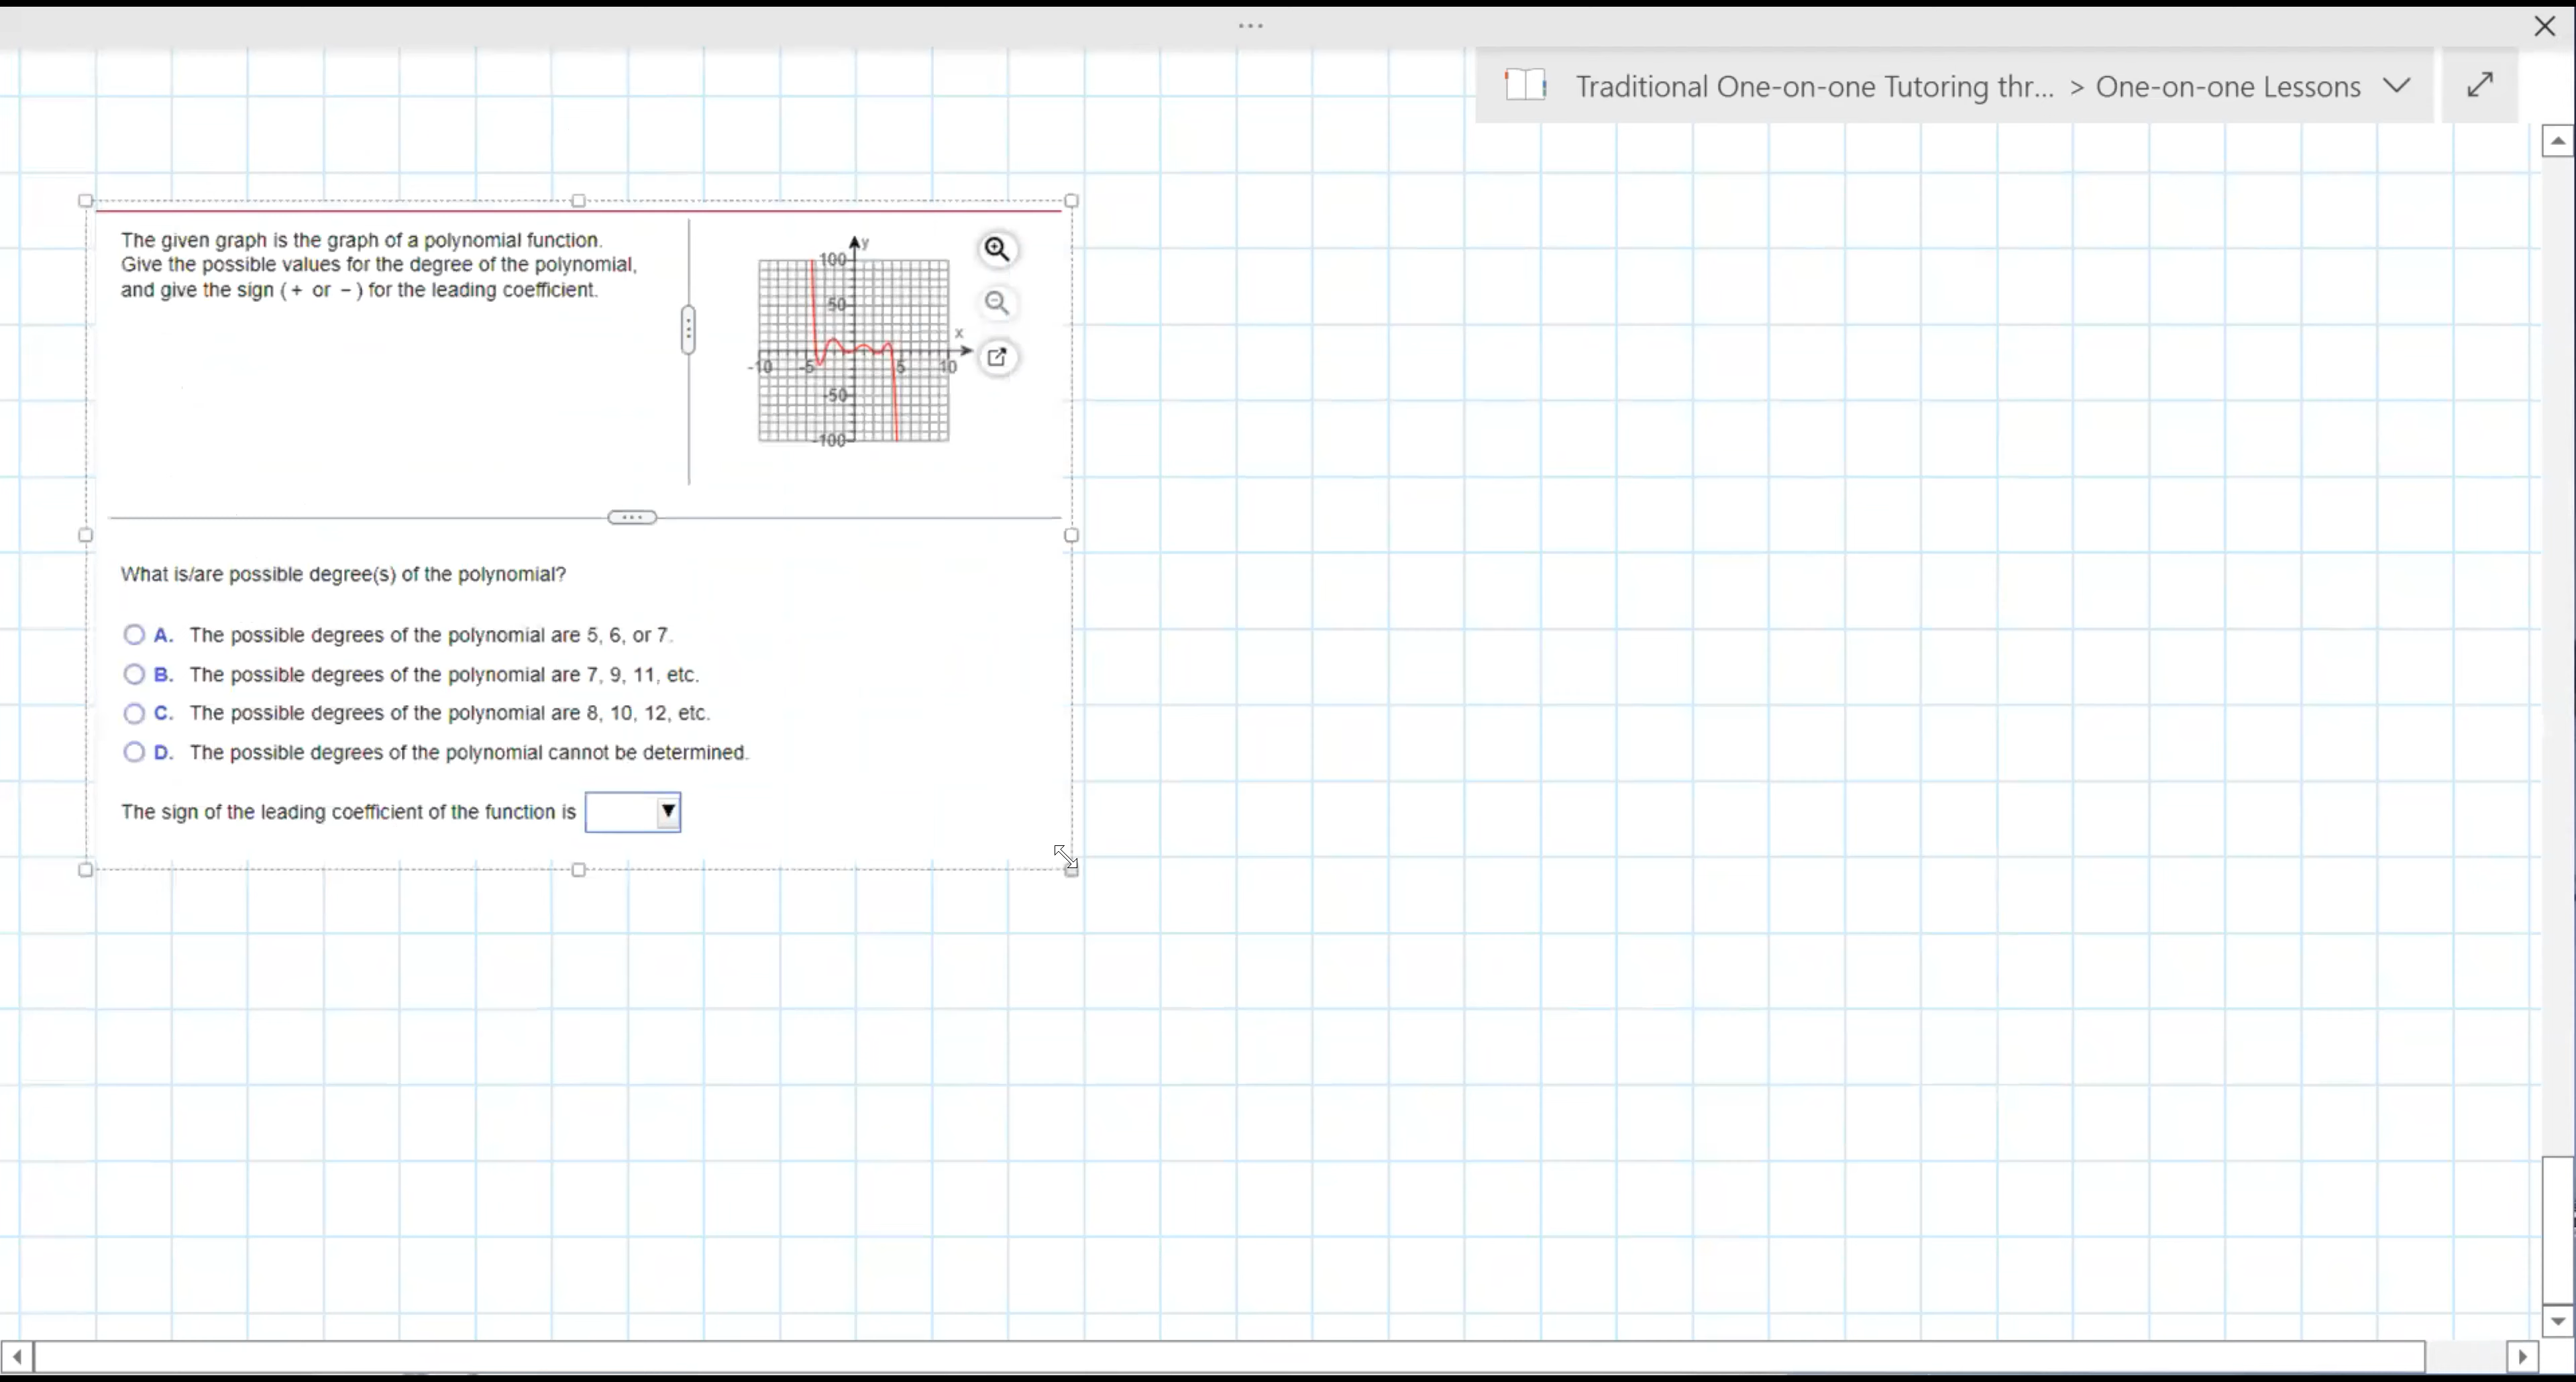 Traditional One-on-one Tutoring thr... > One-on-one Lessons
The given graph is the graph of a polynomial function.
Give the possible values for the degree of the polynomial,
and give the sign ( + or − ) for the leading coefficient.
y
100
50
x
-10 -5 5 10
-50
-100
What is/are possible degree(s) of the polynomial?
A. The possible degrees of the polynomial are 5, 6, or 7.
B. The possible degrees of the polynomial are 7, 9, 11, etc.
C. The possible degrees of the polynomial are 8, 10, 12, etc.
D. The possible degrees of the polynomial cannot be determined.
The sign of the leading coefficient of the function is